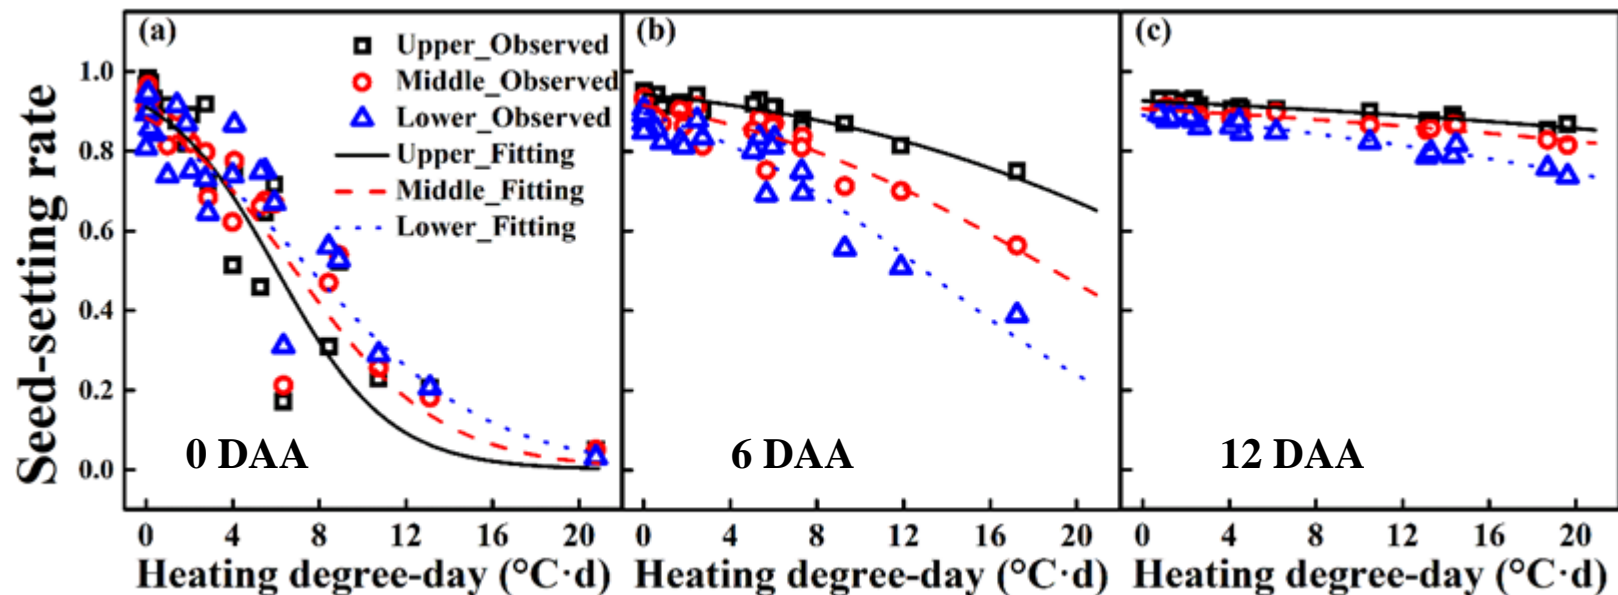 Seed-setting rate
1.0
0.8
0.6
0.4
0.2
0.0
(a)
Upper_Observed
Middle_Observed
Lower_Observed
Upper_Fitting
Middle_Fitting
Lower_Fitting
0 DAA
0 4 8 12 16 20
Heating degree-day (°C·d)
(b)
6 DAA
0 4 8 12 16 20
Heating degree-day (°C·d)
(c)
12 DAA
0 4 8 12 16 20
Heating degree-day (°C·d)